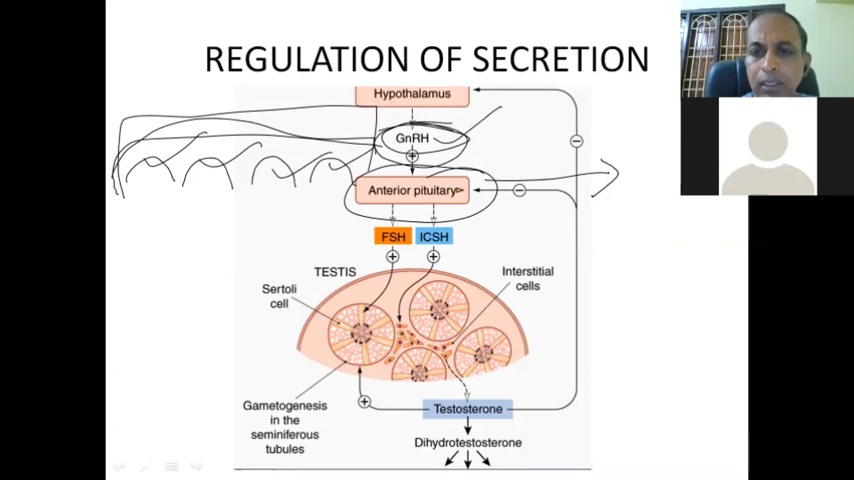 REGULATION OF SECRETION
Hypothalamus
GnRH
+
Anterior pituitary
−
−
FSH
ICSH
+
+
TESTIS
Interstitial
cells
Sertoli
cell
Gametogenesis
in the
seminiferous
tubules
+
Testosterone
Dihydrotestosterone